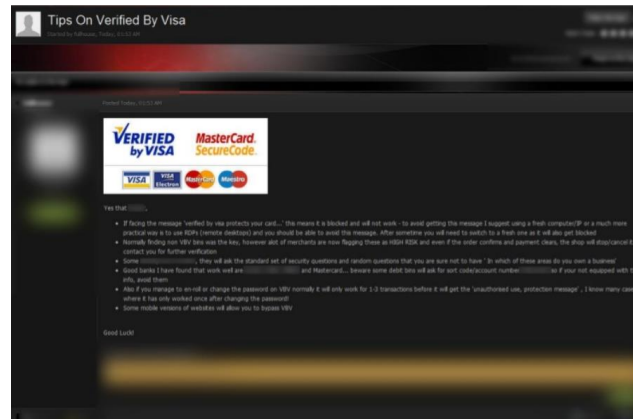 Tips On Verified By Visa
Posted Today, 01:51 AM
VERIFIED by VISA
MasterCard. SecureCode.
VISA VISA Electron MasterCard Maestro
Yes that
If facing the message 'verified by visa protects your card...' this means it is blocked and will not work - to avoid getting this message I suggest using a fresh computer/IP or a much more
practical way is to use RDPs (remote desktops) and you should be able to avoid the message. After sometime you will need to switch to a fresh one as it will also get blocked
Normally finding non VBV bins was the key, however alot of merchants are now flagging these as HIGH RISK and even if the order confirms and payment clears, the shop will stop/cancel it
contact you for further verification
Some they will ask the standard set of security questions and random questions that you are sure not to have ' In which of these areas do you own a business'
Good banks I have found that work well are and Mastercard... beware some debit bins will ask for sort code/account number so if your not equipped with
info, avoid them
Also if you manage to en-roll or change the password on VBV normally it will only work for 1-3 transactions before it will get the 'unauthorised use, protection message' , I know many case
where it has only worked once after changing the password!
Some mobile versions of websites will allow you to bypass VBV
Good Luck!